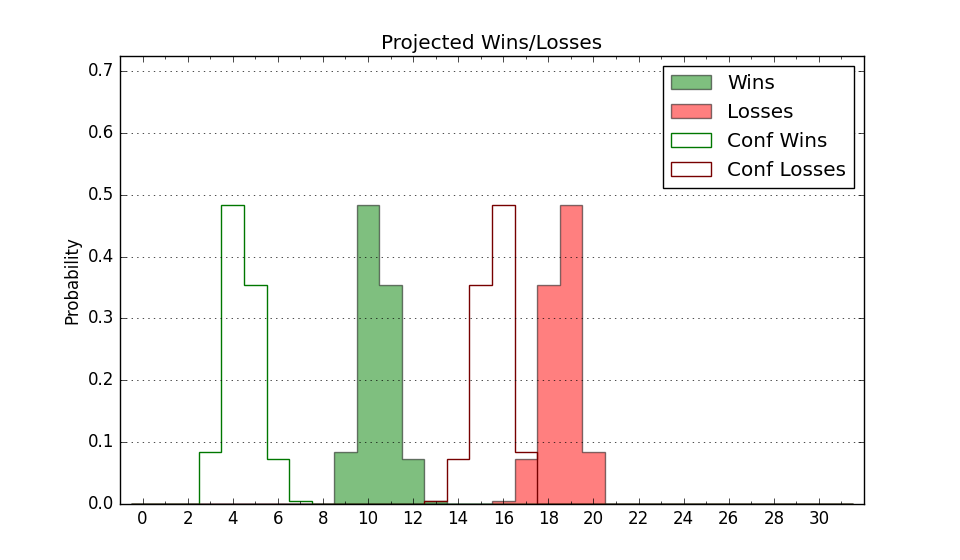 Projected Wins/Losses
0.7
0.6
0.5
0.4
0.3
0.2
0.1
0.0
Probability
Wins
Losses
Conf Wins
Conf Losses
0 2 4 6 8 10 12 14 16 18 20 22 24 26 28 30